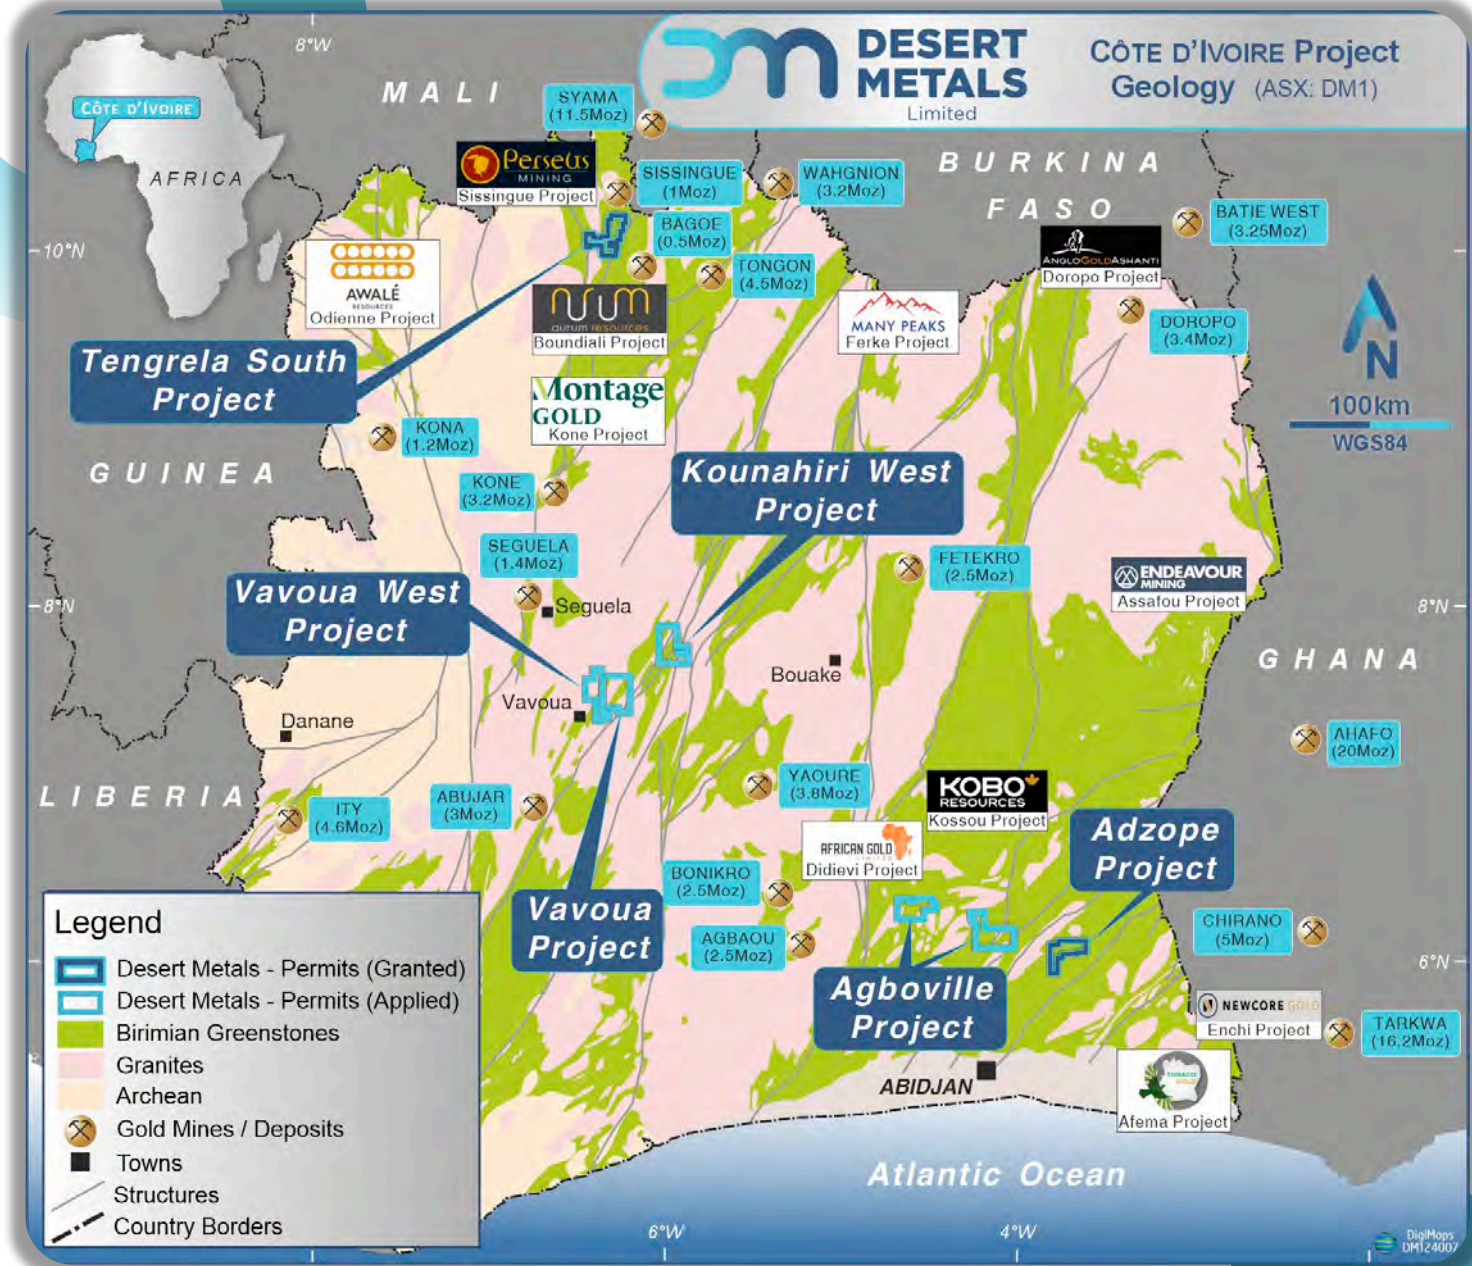 DM DESERT
METALS
Limited
CÔTE D'IVOIRE Project
Geology (ASX: DM1)
8°W
MALI
CÔTE D'IVOIRE
AFRICA
SYAMA
(11.5Moz)
BURKINA
FASO
Perseus
MINING
Sissingue Project
SISSINGUE
(1Moz)
WAHGNION
(3.2Moz)
BAGOE
(0.5Moz)
BATIE WEST
(3.25Moz)
10°N
AWALÉ
RESOURCES
Odienne Project
TONGON
(4.5Moz)
ANGLOGOLDASHANTI
Doropo Project
aurum resources
Boundiali Project
MANY PEAKS
Ferke Project
DOROPO
(3.4Moz)
N
Tengrela South
Project
Montage
GOLD
Kone Project
100km
WGS84
KONA
(1.2Moz)
GUINEA
KONE
(3.2Moz)
Kounahiri West
Project
SEGUELA
(1.4Moz)
FETEKRO
(2.5Moz)
ENDEAVOUR
MINING
Assafou Project
8°N
Vavoua West
Project
Seguela
8°N
GHANA
Bouake
Vavoua
Danane
AHAFO
(20Moz)
LIBERIA
ITY
(4.6Moz)
ABUJAR
(3Moz)
YAOURE
(3.8Moz)
KOBO
RESOURCES
Kossou Project
AFRICAN GOLD
LIMITED
Didievi Project
Adzope
Project
BONIKRO
(2.5Moz)
Vavoua
Project
AGBAOU
(2.5Moz)
CHIRANO
(5Moz)
6°N
Agboville
Project
NEWCORE GOLD
Enchi Project
TARKWA
(16.2Moz)
ABIDJAN
Afema Project
Atlantic Ocean
6°W
4°W
Legend
Desert Metals - Permits (Granted)
Desert Metals - Permits (Applied)
Birimian Greenstones
Granites
Archean
Gold Mines / Deposits
Towns
Structures
Country Borders
DigiMaps
DM124007